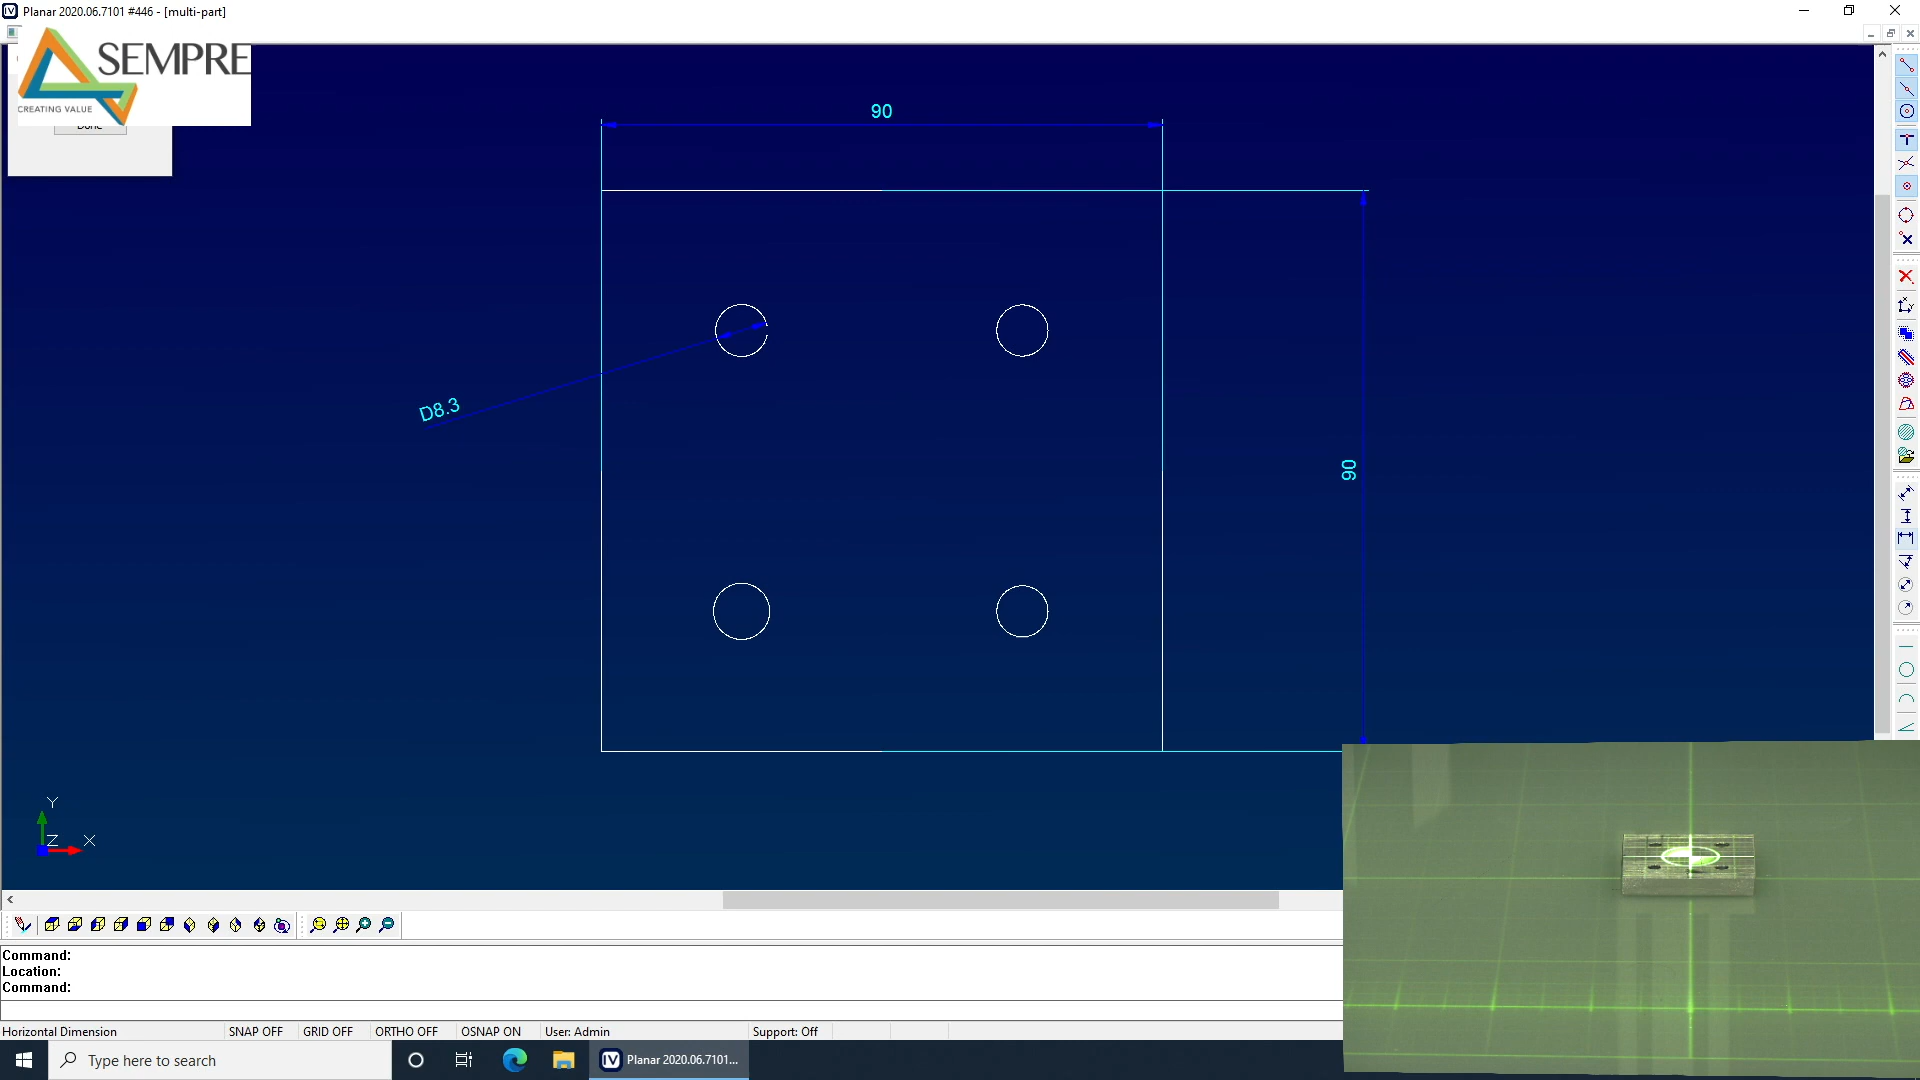 Planar 2020.06.7101 #446 - [multi-part]
SEMPRE
CREATING VALUE
90
D8.3
90
Y
Z
X
Command:
Location:
Command:
Horizontal Dimension
SNAP OFF
GRID OFF
ORTHO OFF
OSNAP ON
User: Admin
Support: Off
Type here to search
Planar 2020.06.7101...